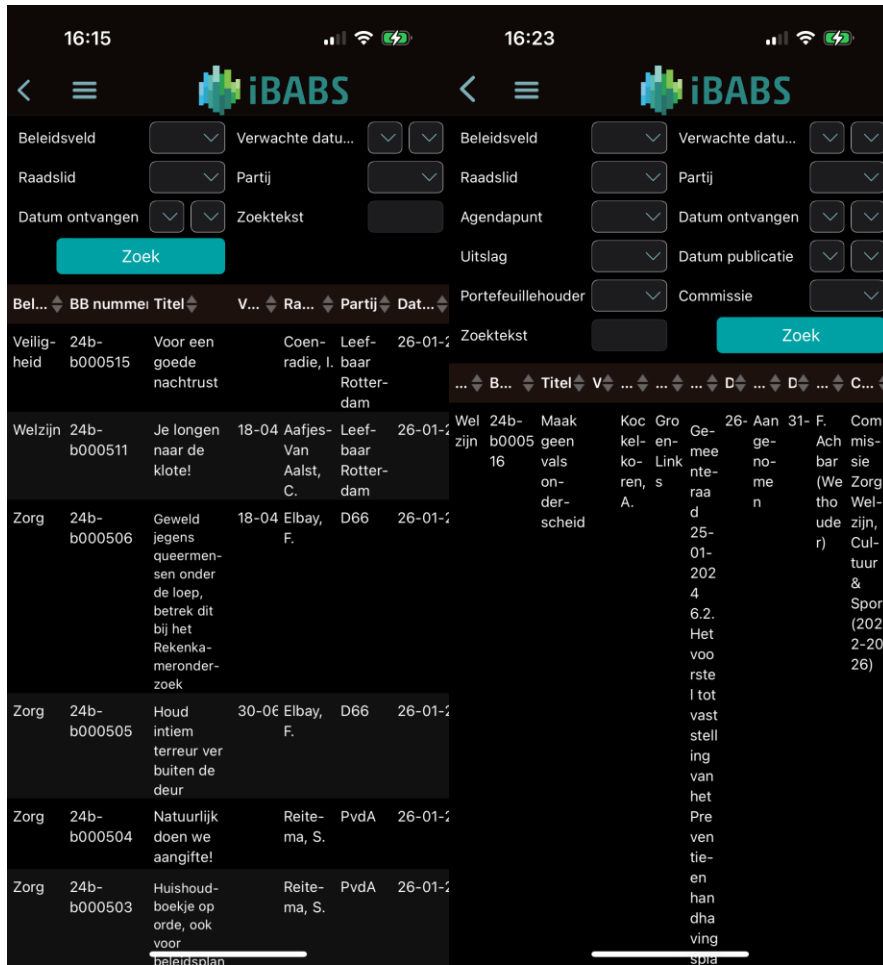 16:15
iBABS
Beleidsveld
Verwachte datu...
Raadslid
Partij
Datum ontvangen
Zoektekst
Zoek
Bel... BB nummer Titel V... Ra... Partij Dat...
Veilig- 24b- Voor een Coen- Leef- 26-01-2
heid b000515 goede radie, I. baar
nachtrust Rotter-
dam
Welzijn 24b- Je longen 18-04 Aafjes- Leef- 26-01-2
b000511 naar de Van baar
klote! Aalst, Rotter-
C. dam
Zorg 24b- Geweld 18-04 Elbay, D66 26-01-2
b000506 jegens F.
queermen-
sen onder
de loep,
betrek dit
bij het
Rekenka-
meronder-
zoek
Zorg 24b- Houd 30-06 Elbay, D66 26-01-2
b000505 intiem F.
terreur ver
buiten de
deur
Zorg 24b- Natuurlijk Reite- PvdA 26-01-2
b000504 doen we ma, S.
aangifte!
Zorg 24b- Huishoud- Reite- PvdA 26-01-2
b000503 boekje op ma, S.
orde, ook
voor
beleidsplan
16:23
iBABS
Beleidsveld
Verwachte datu...
Raadslid
Partij
Agendapunt
Datum ontvangen
Uitslag
Datum publicatie
Portefeuillehouder
Commissie
Zoektekst
Zoek
... B... Titel V ... ... ... D ... D ... C...
Wel 24b- Maak Koc Gro Ge- 26- Aan 31- F. Com
zijn b0005 geen kel- en- mee ge- Ach mis-
16 vals ko- Link nte- no- bar sie
on- ren, s raa me (We Zorg
der- A. d n tho Wel-
scheid 25- ude zijn,
01- r) Cul-
202 tuur
4 &
6.2. Spor
Het (202
voo 2-20
rste 26)
l tot
vast
stell
ing
van
het
Pre
ven
tie-
en
han
dha
ving
spla